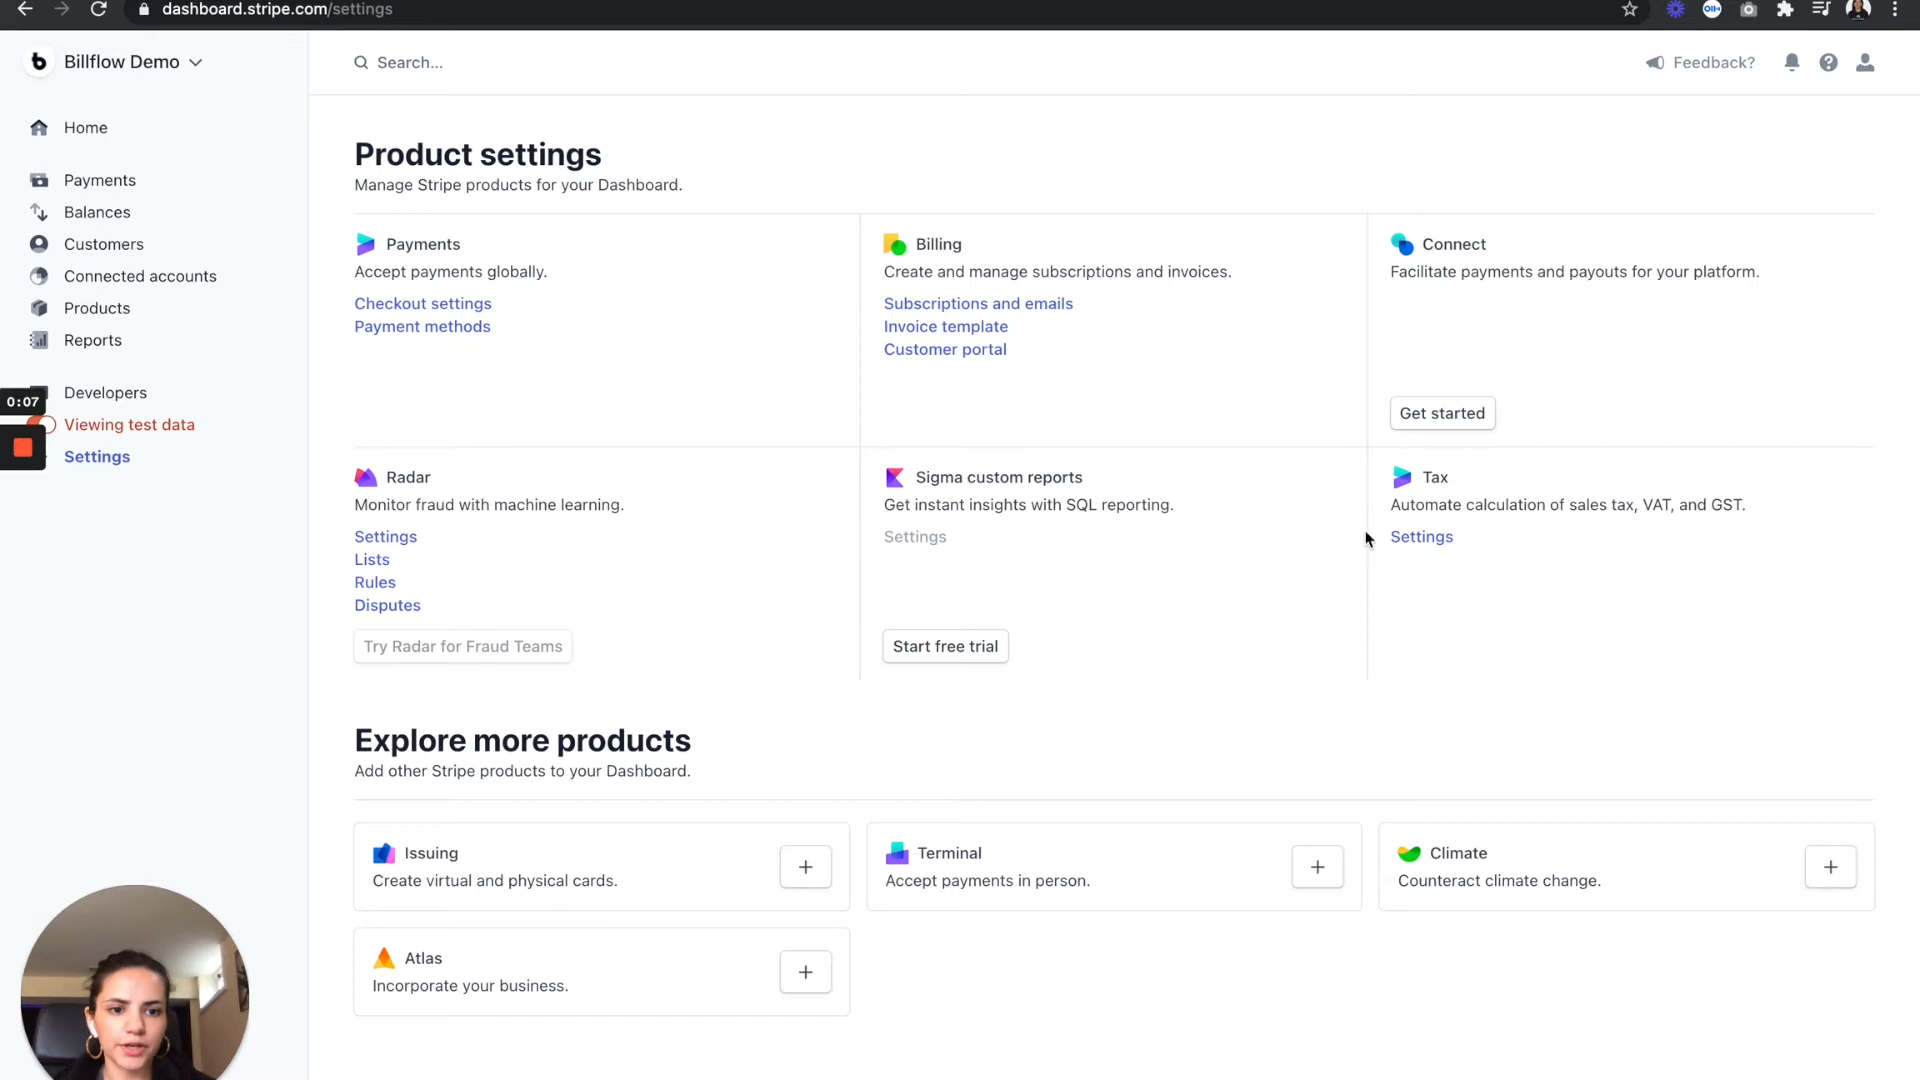 dashboard.stripe.com/settings
Billflow Demo
Search...
Feedback?
Home
Payments
Balances
Customers
Connected accounts
Products
Reports
Developers
0:07
Viewing test data
Settings
Product settings
Manage Stripe products for your Dashboard.
Payments
Accept payments globally.
Checkout settings
Payment methods
Billing
Create and manage subscriptions and invoices.
Subscriptions and emails
Invoice template
Customer portal
Connect
Facilitate payments and payouts for your platform.
Get started
Radar
Monitor fraud with machine learning.
Settings
Lists
Rules
Disputes
Try Radar for Fraud Teams
Sigma custom reports
Get instant insights with SQL reporting.
Settings
Start free trial
Tax
Automate calculation of sales tax, VAT, and GST.
Settings
Explore more products
Add other Stripe products to your Dashboard.
Issuing
Create virtual and physical cards.
Terminal
Accept payments in person.
Climate
Counteract climate change.
Atlas
Incorporate your business.